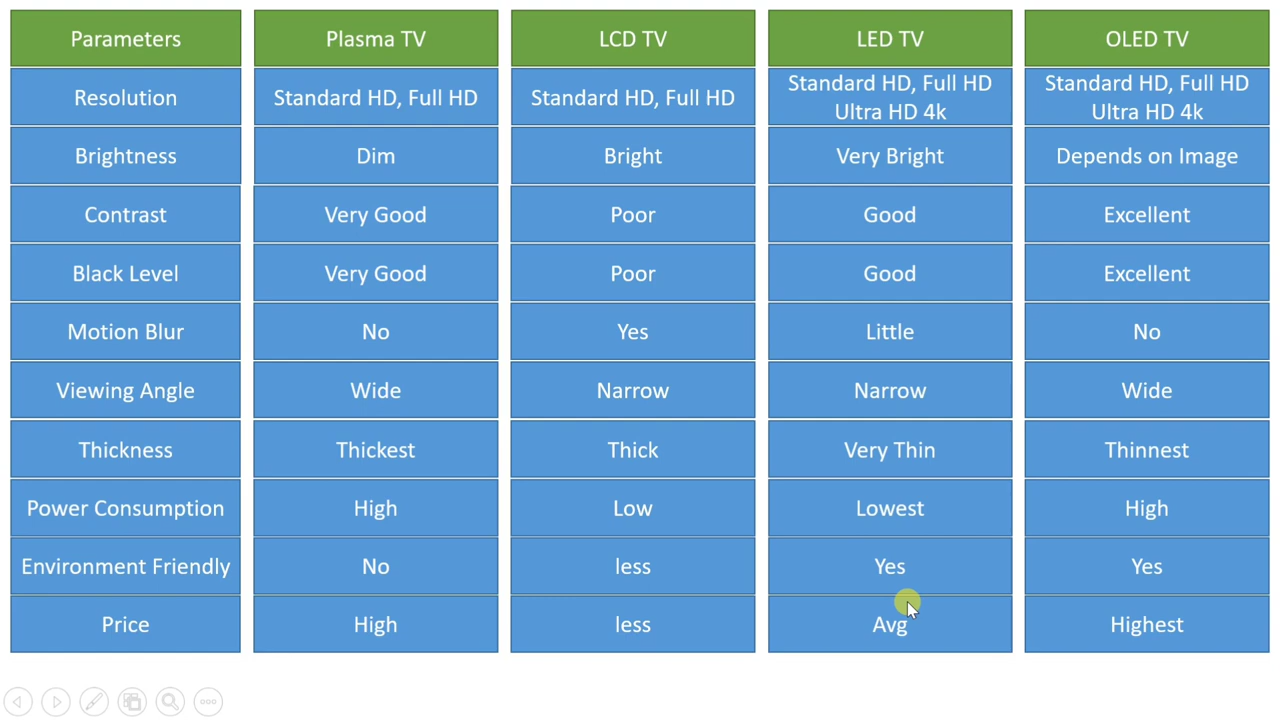 Parameters Plasma TV LCD TV LED TV OLED TV
Resolution Standard HD, Full HD Standard HD, Full HD Standard HD, Full HD Standard HD, Full HD
Ultra HD 4k Ultra HD 4k
Brightness Dim Bright Very Bright Depends on Image
Contrast Very Good Poor Good Excellent
Black Level Very Good Poor Good Excellent
Motion Blur No Yes Little No
Viewing Angle Wide Narrow Narrow Wide
Thickness Thickest Thick Very Thin Thinnest
Power Consumption High Low Lowest High
Environment Friendly No less Yes Yes
Price High less Avg Highest